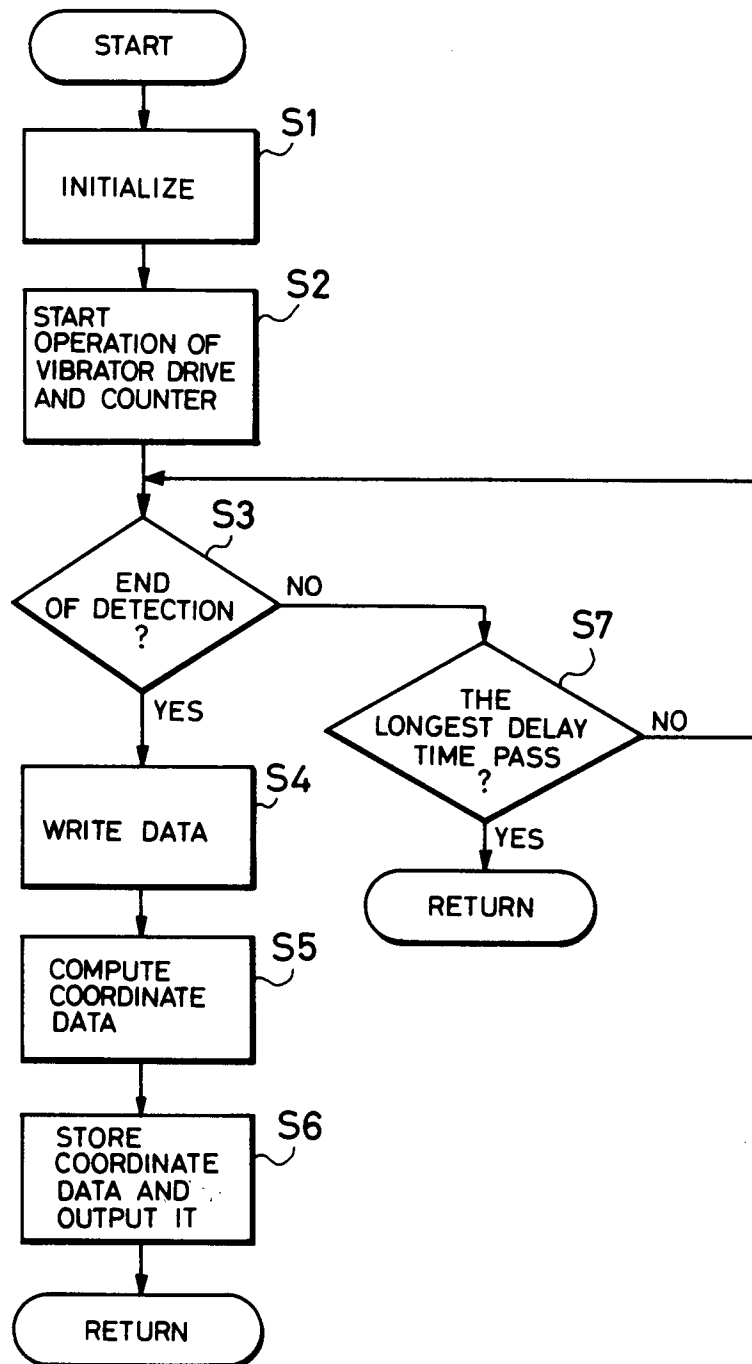 START
S1
INITIALIZE
S2
START
OPERATION OF
VIBRATOR DRIVE
AND COUNTER
S3
END
OF DETECTION
?
NO
YES
S7
THE
LONGEST DELAY
TIME PASS
?
NO
YES
RETURN
S4
WRITE DATA
S5
COMPUTE
COORDINATE
DATA
S6
STORE
COORDINATE
DATA AND
OUTPUT IT
RETURN